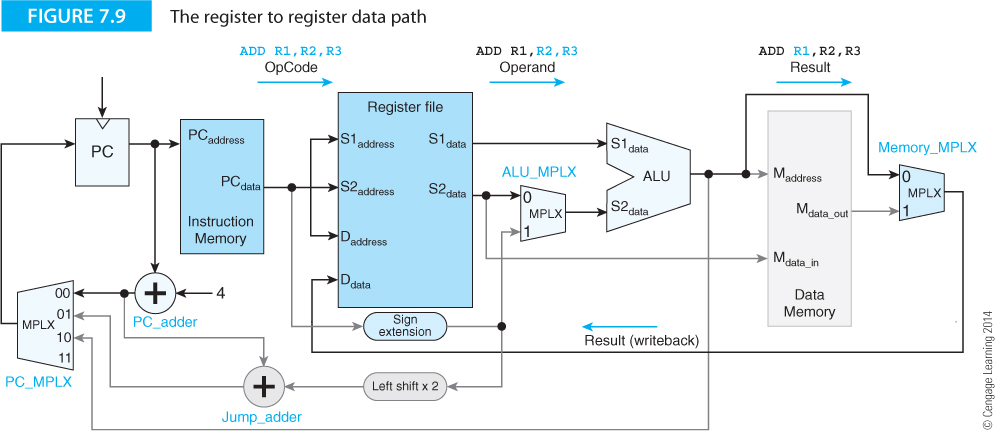 FIGURE 7.9
The register to register data path
ADD R1,R2,R3
OpCode
ADD R1,R2,R3
Operand
ADD R1,R2,R3
Result
PC
PCaddress
PCdata
Instruction
Memory
Register file
S1address
S1data
S2address
S2data
Daddress
Ddata
ALU_MPLX
0
MPLX
1
S1data
ALU
S2data
Maddress
Mdata_out
Mdata_in
Data
Memory
Memory_MPLX
0
MPLX
1
00
01
MPLX
10
11
PC_MPLX
+
4
PC_adder
Sign
extension
Result (writeback)
Left shift x 2
+
Jump_adder
© Cengage Learning 2014